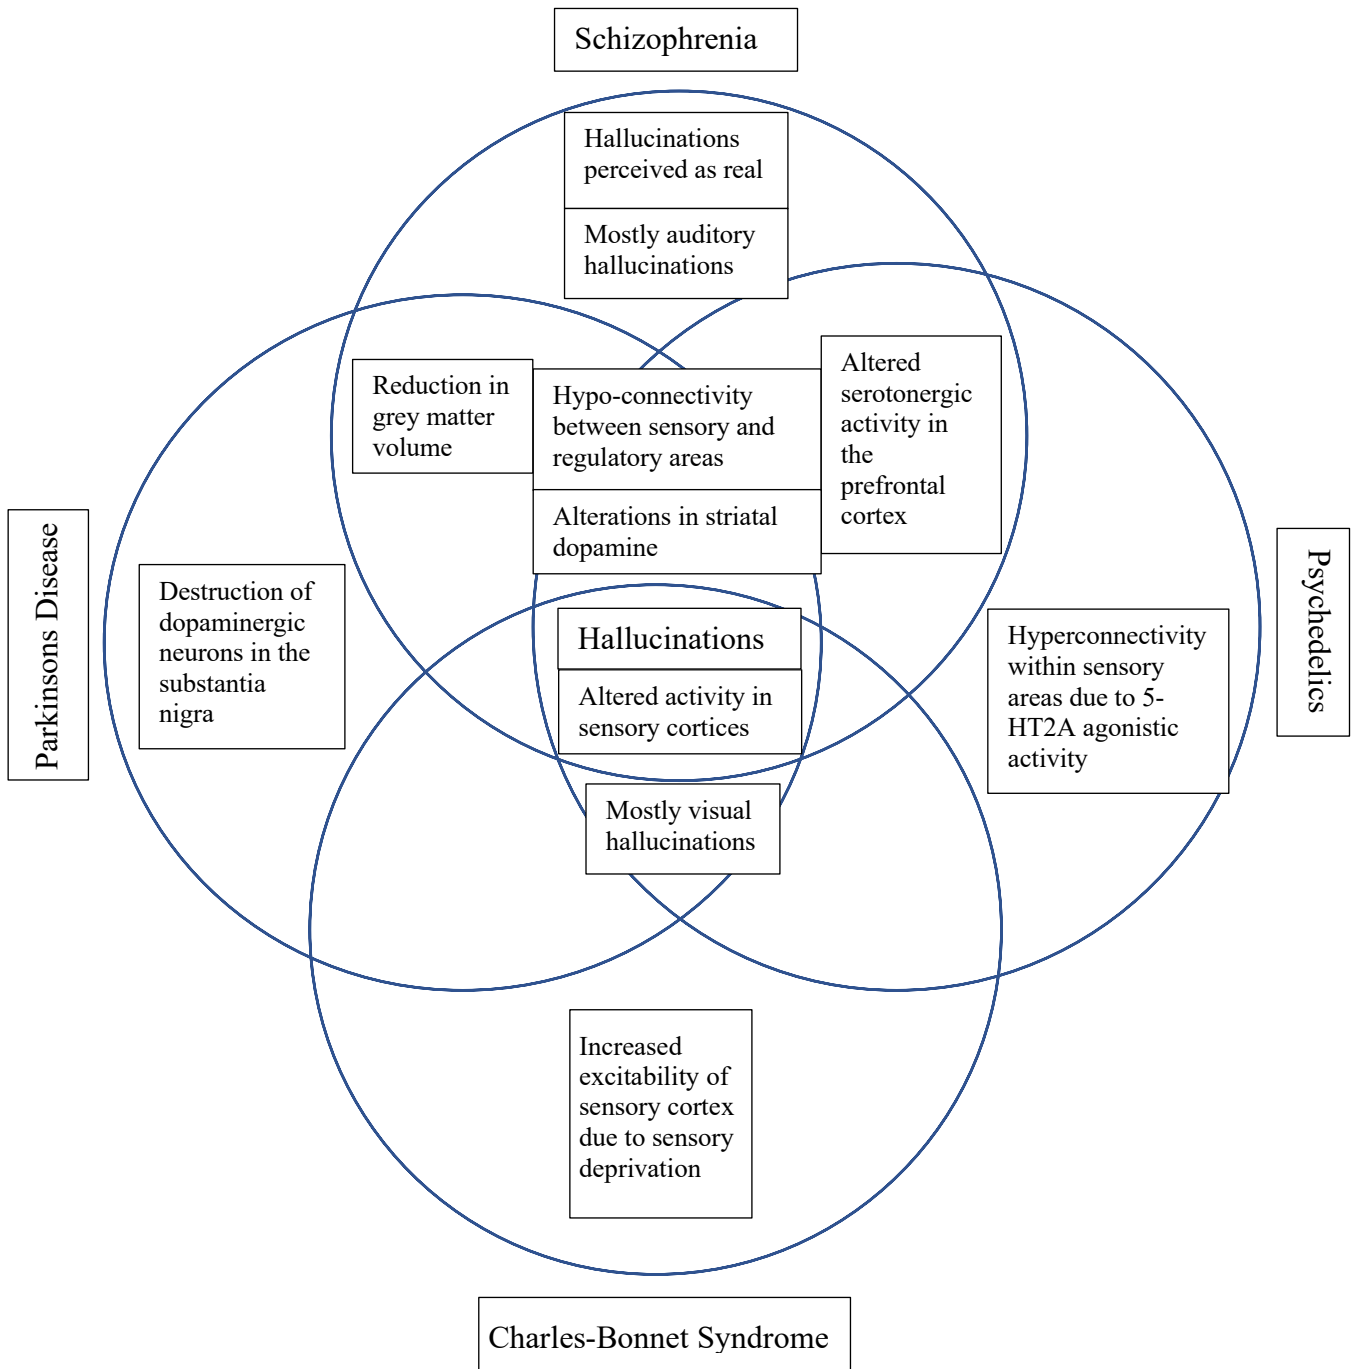 Schizophrenia
Hallucinations
perceived as real
Mostly auditory
hallucinations
Reduction in
grey matter
volume
Hypo-connectivity
between sensory and
regulatory areas
Altered
serotonergic
activity in
the
prefrontal
cortex
Alterations in striatal
dopamine
Parkinsons Disease
Destruction of
dopaminergic
neurons in the
substantia
nigra
Hallucinations
Altered activity in
sensory cortices
Hyperconnectivity
within sensory
areas due to 5-
HT2A agonistic
activity
Psychedelics
Mostly visual
hallucinations
Increased
excitability of
sensory cortex
due to sensory
deprivation
Charles-Bonnet Syndrome